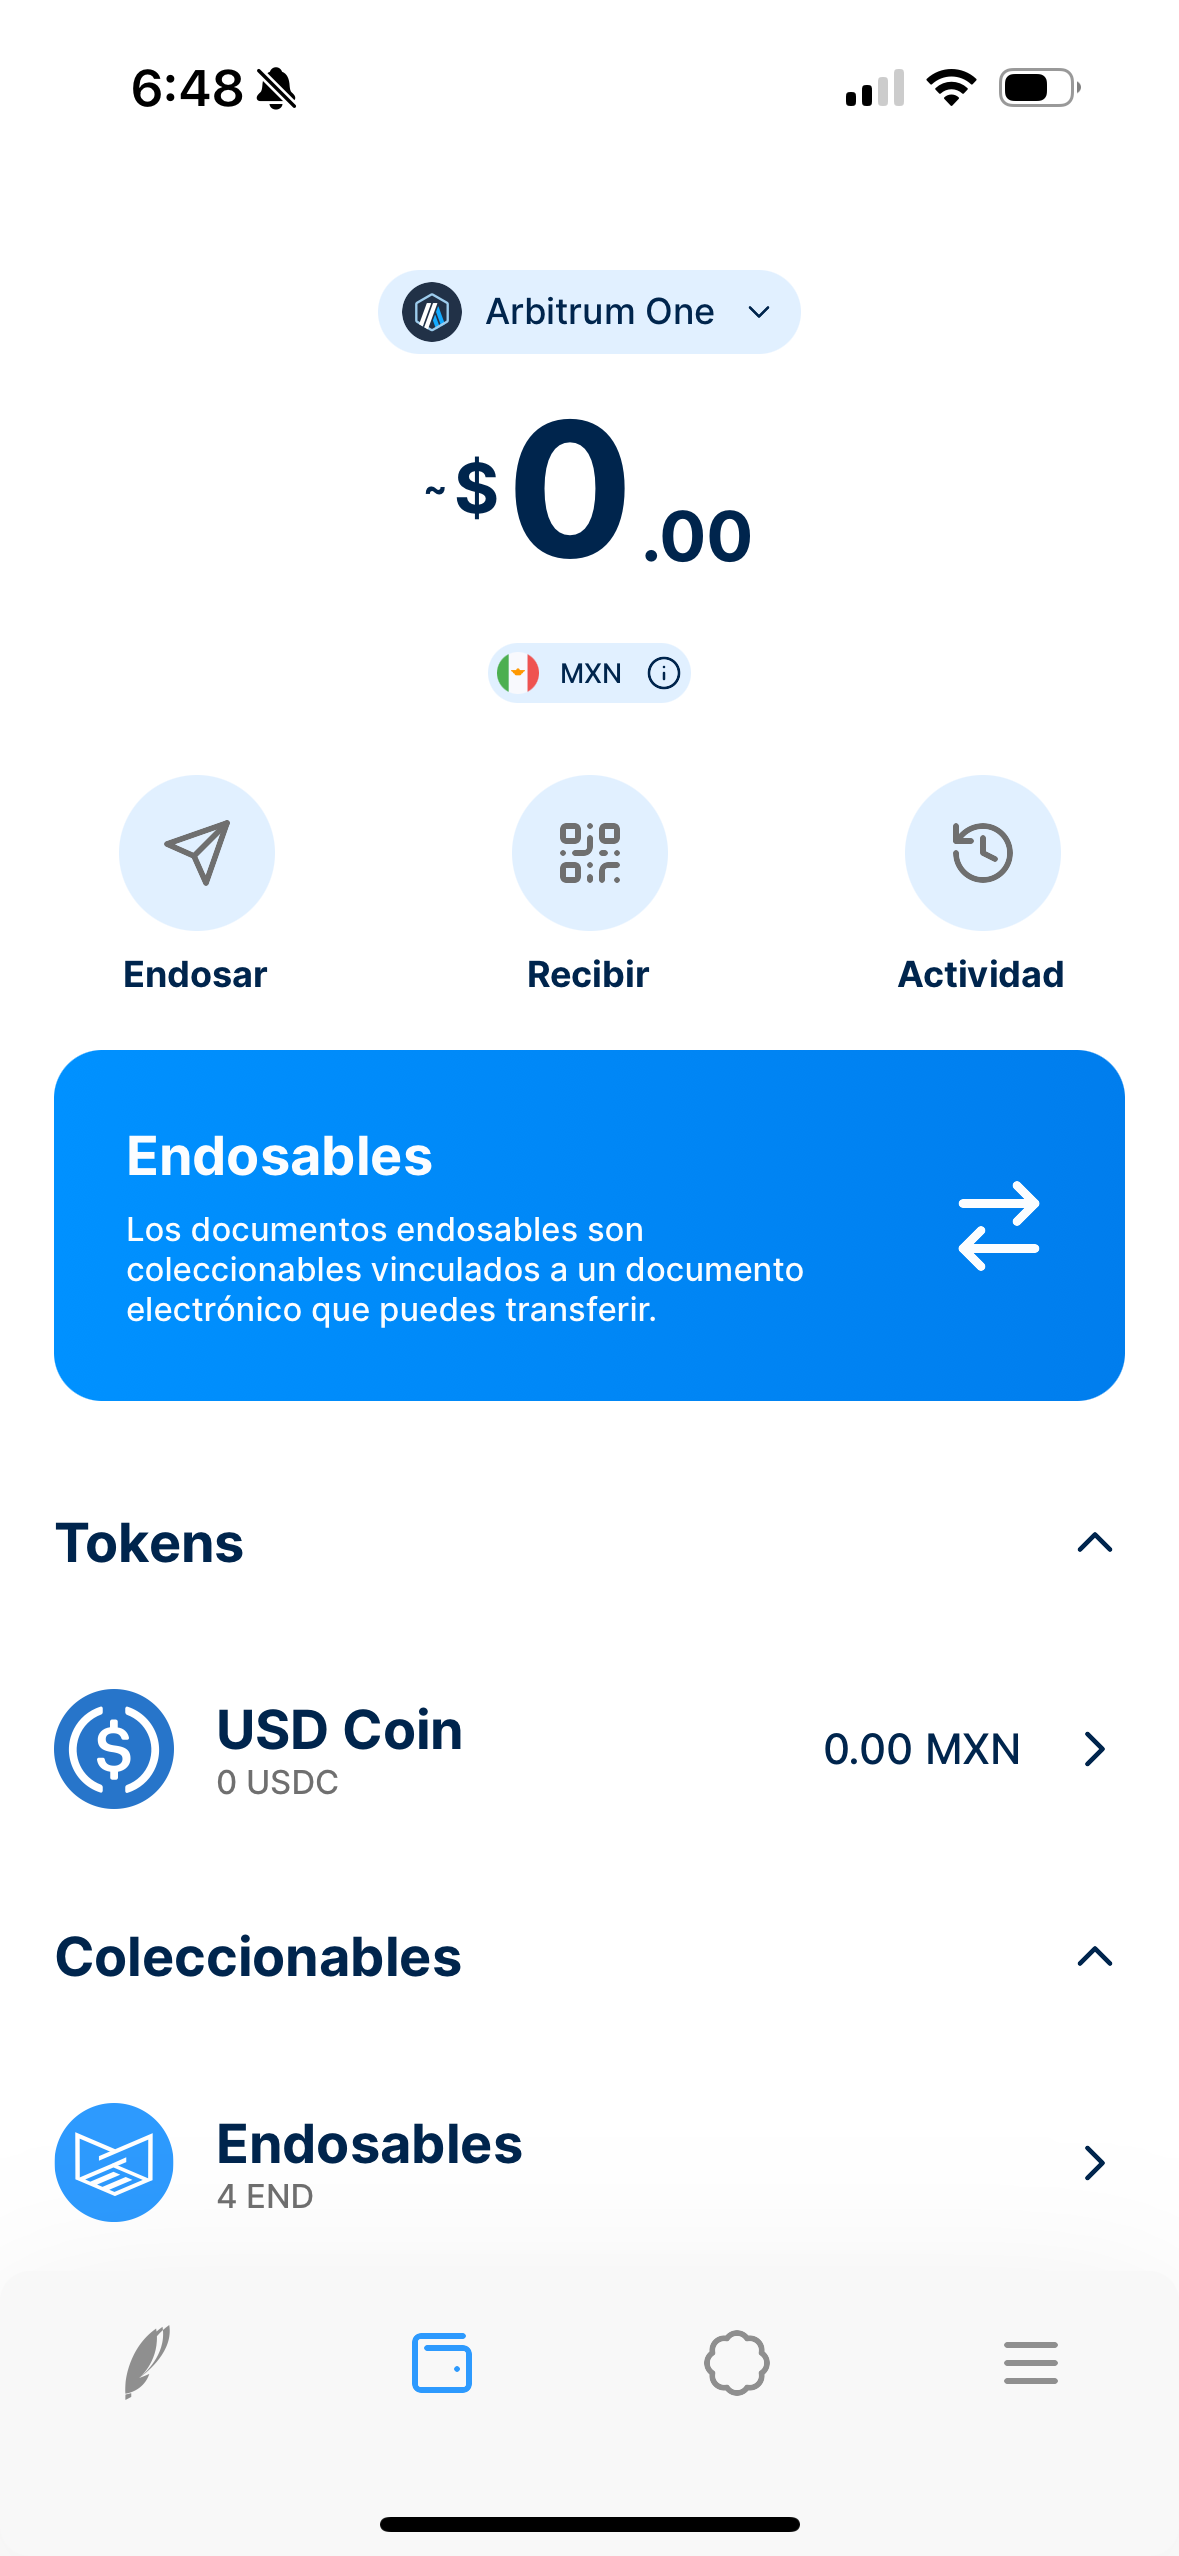 6:48
Arbitrum One
~$0.00
MXN
Endosar
Recibir
Actividad
Endosables
Los documentos endosables son
coleccionables vinculados a un documento
electrónico que puedes transferir.
Tokens
USD Coin
0 USDC
0.00 MXN
Coleccionables
Endosables
4 END